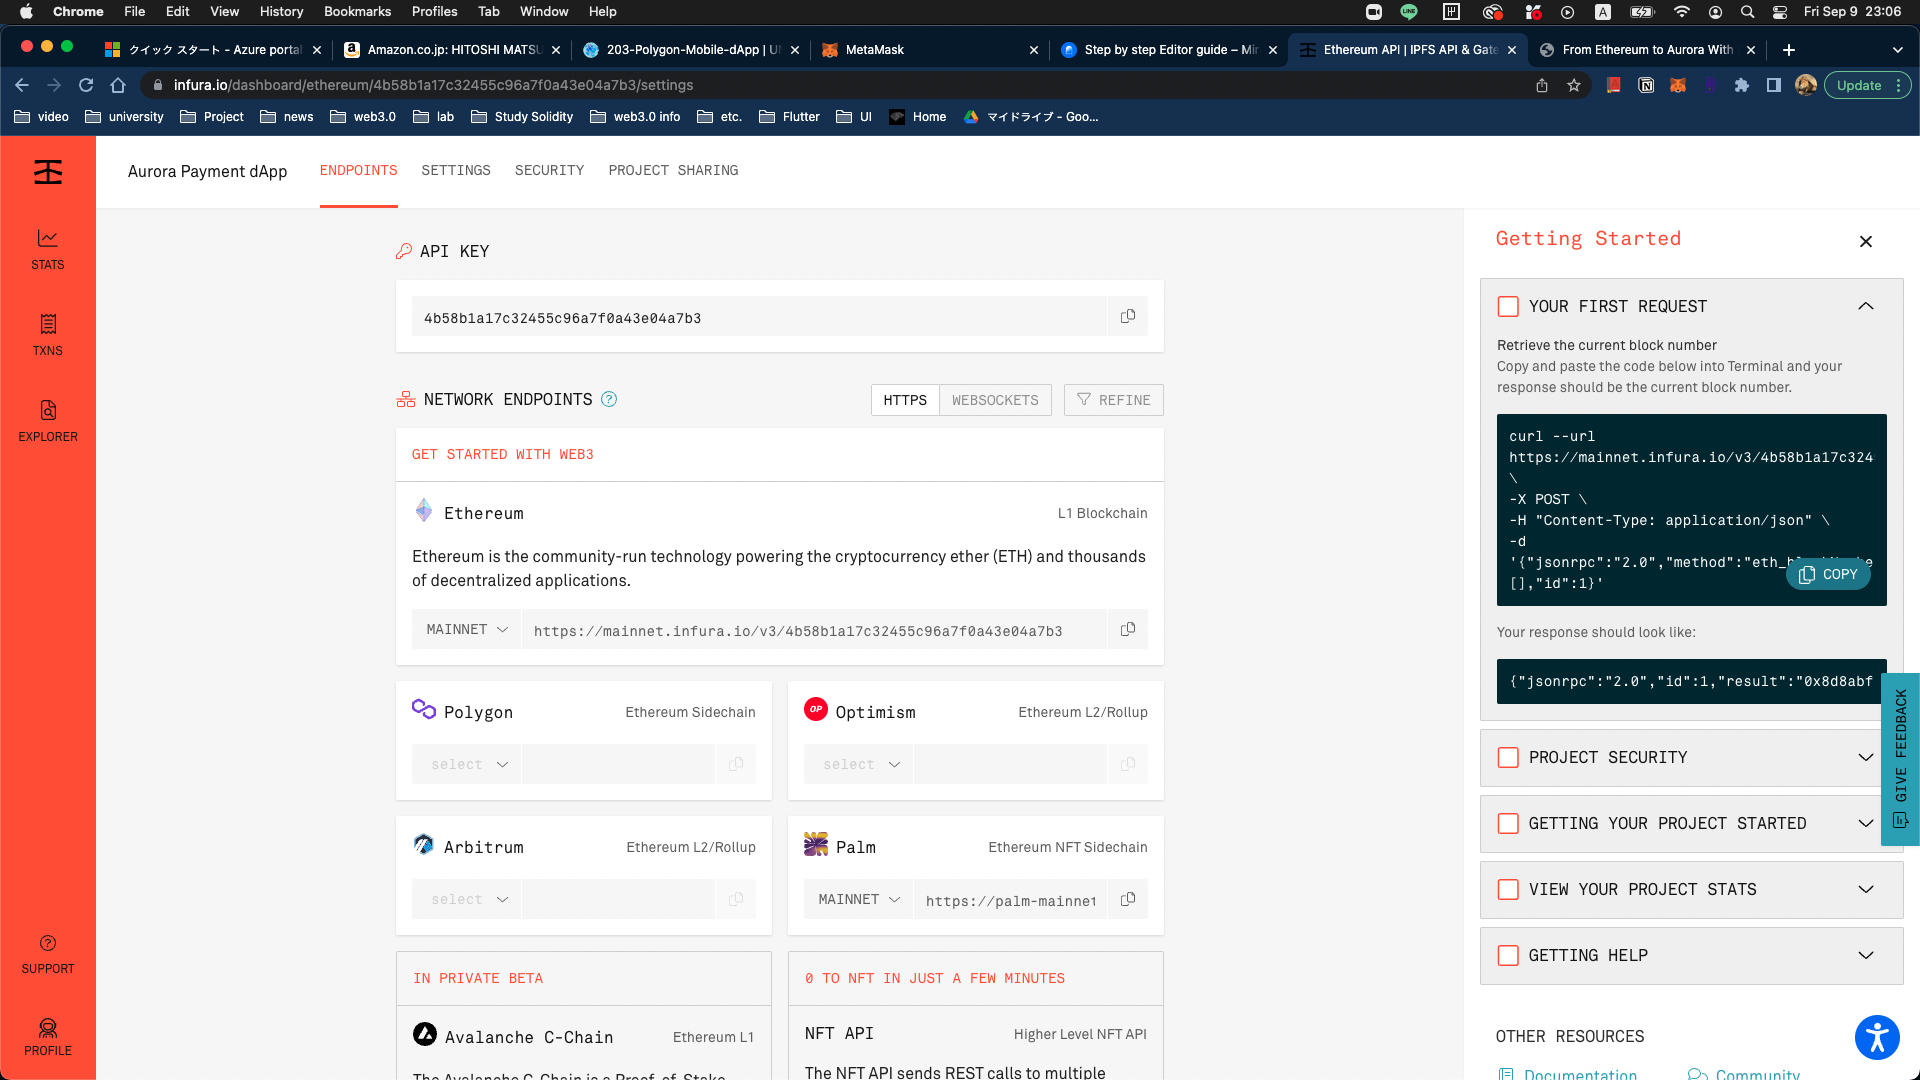 Chrome File Edit View History Bookmarks Profiles Tab Window Help Fri Sep 9 23:06
クイック スタート - Azure portal
Amazon.co.jp: HITOSHI MATSU
203-Polygon-Mobile-dApp | UN
MetaMask
Step by step Editor guide – Mir
Ethereum API | IPFS API & Gate
From Ethereum to Aurora With
infura.io/dashboard/ethereum/4b58b1a17c32455c96a7f0a43e04a7b3/settings
Update
video university Project news web3.0 lab Study Solidity web3.0 info etc. Flutter UI Home マイドライブ - Goo...
Aurora Payment dApp ENDPOINTS SETTINGS SECURITY PROJECT SHARING
STATS
TXNS
EXPLORER
SUPPORT
PROFILE
API KEY
4b58b1a17c32455c96a7f0a43e04a7b3
NETWORK ENDPOINTS ? HTTPS WEBSOCKETS REFINE
GET STARTED WITH WEB3
Ethereum L1 Blockchain
Ethereum is the community-run technology powering the cryptocurrency ether (ETH) and thousands
of decentralized applications.
MAINNET https://mainnet.infura.io/v3/4b58b1a17c32455c96a7f0a43e04a7b3
Polygon Ethereum Sidechain
select
Optimism Ethereum L2/Rollup
select
Arbitrum Ethereum L2/Rollup
select
Palm Ethereum NFT Sidechain
MAINNET https://palm-mainnet
IN PRIVATE BETA
Avalanche C-Chain Ethereum L1
The Avalanche C-Chain is a Proof-of-Stake
0 TO NFT IN JUST A FEW MINUTES
NFT API Higher Level NFT API
The NFT API sends REST calls to multiple
Getting Started
YOUR FIRST REQUEST
Retrieve the current block number
Copy and paste the code below into Terminal and your
response should be the current block number.
curl --url
https://mainnet.infura.io/v3/4b58b1a17c324
\
-X POST \
-H "Content-Type: application/json" \
-d
'{"jsonrpc":"2.0","method":"eth_
[],"id":1}'
COPY
Your response should look like:
{"jsonrpc":"2.0","id":1,"result":"0x8d8abf
PROJECT SECURITY
GETTING YOUR PROJECT STARTED
VIEW YOUR PROJECT STATS
GETTING HELP
OTHER RESOURCES
Documentation
Community
GIVE FEEDBACK